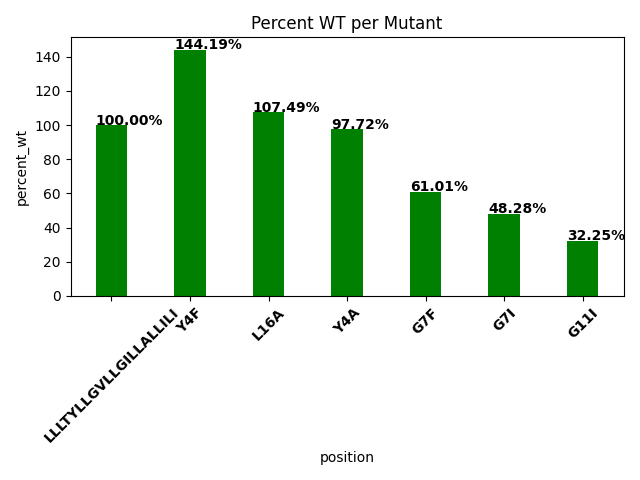 Percent WT per Mutant
percent_wt
140
120
100
80
60
40
20
0
100.00%
144.19%
107.49%
97.72%
61.01%
48.28%
32.25%
LLLTYLLGVLLGILLALLILI
Y4F
L16A
Y4A
G7F
G7I
G11I
position